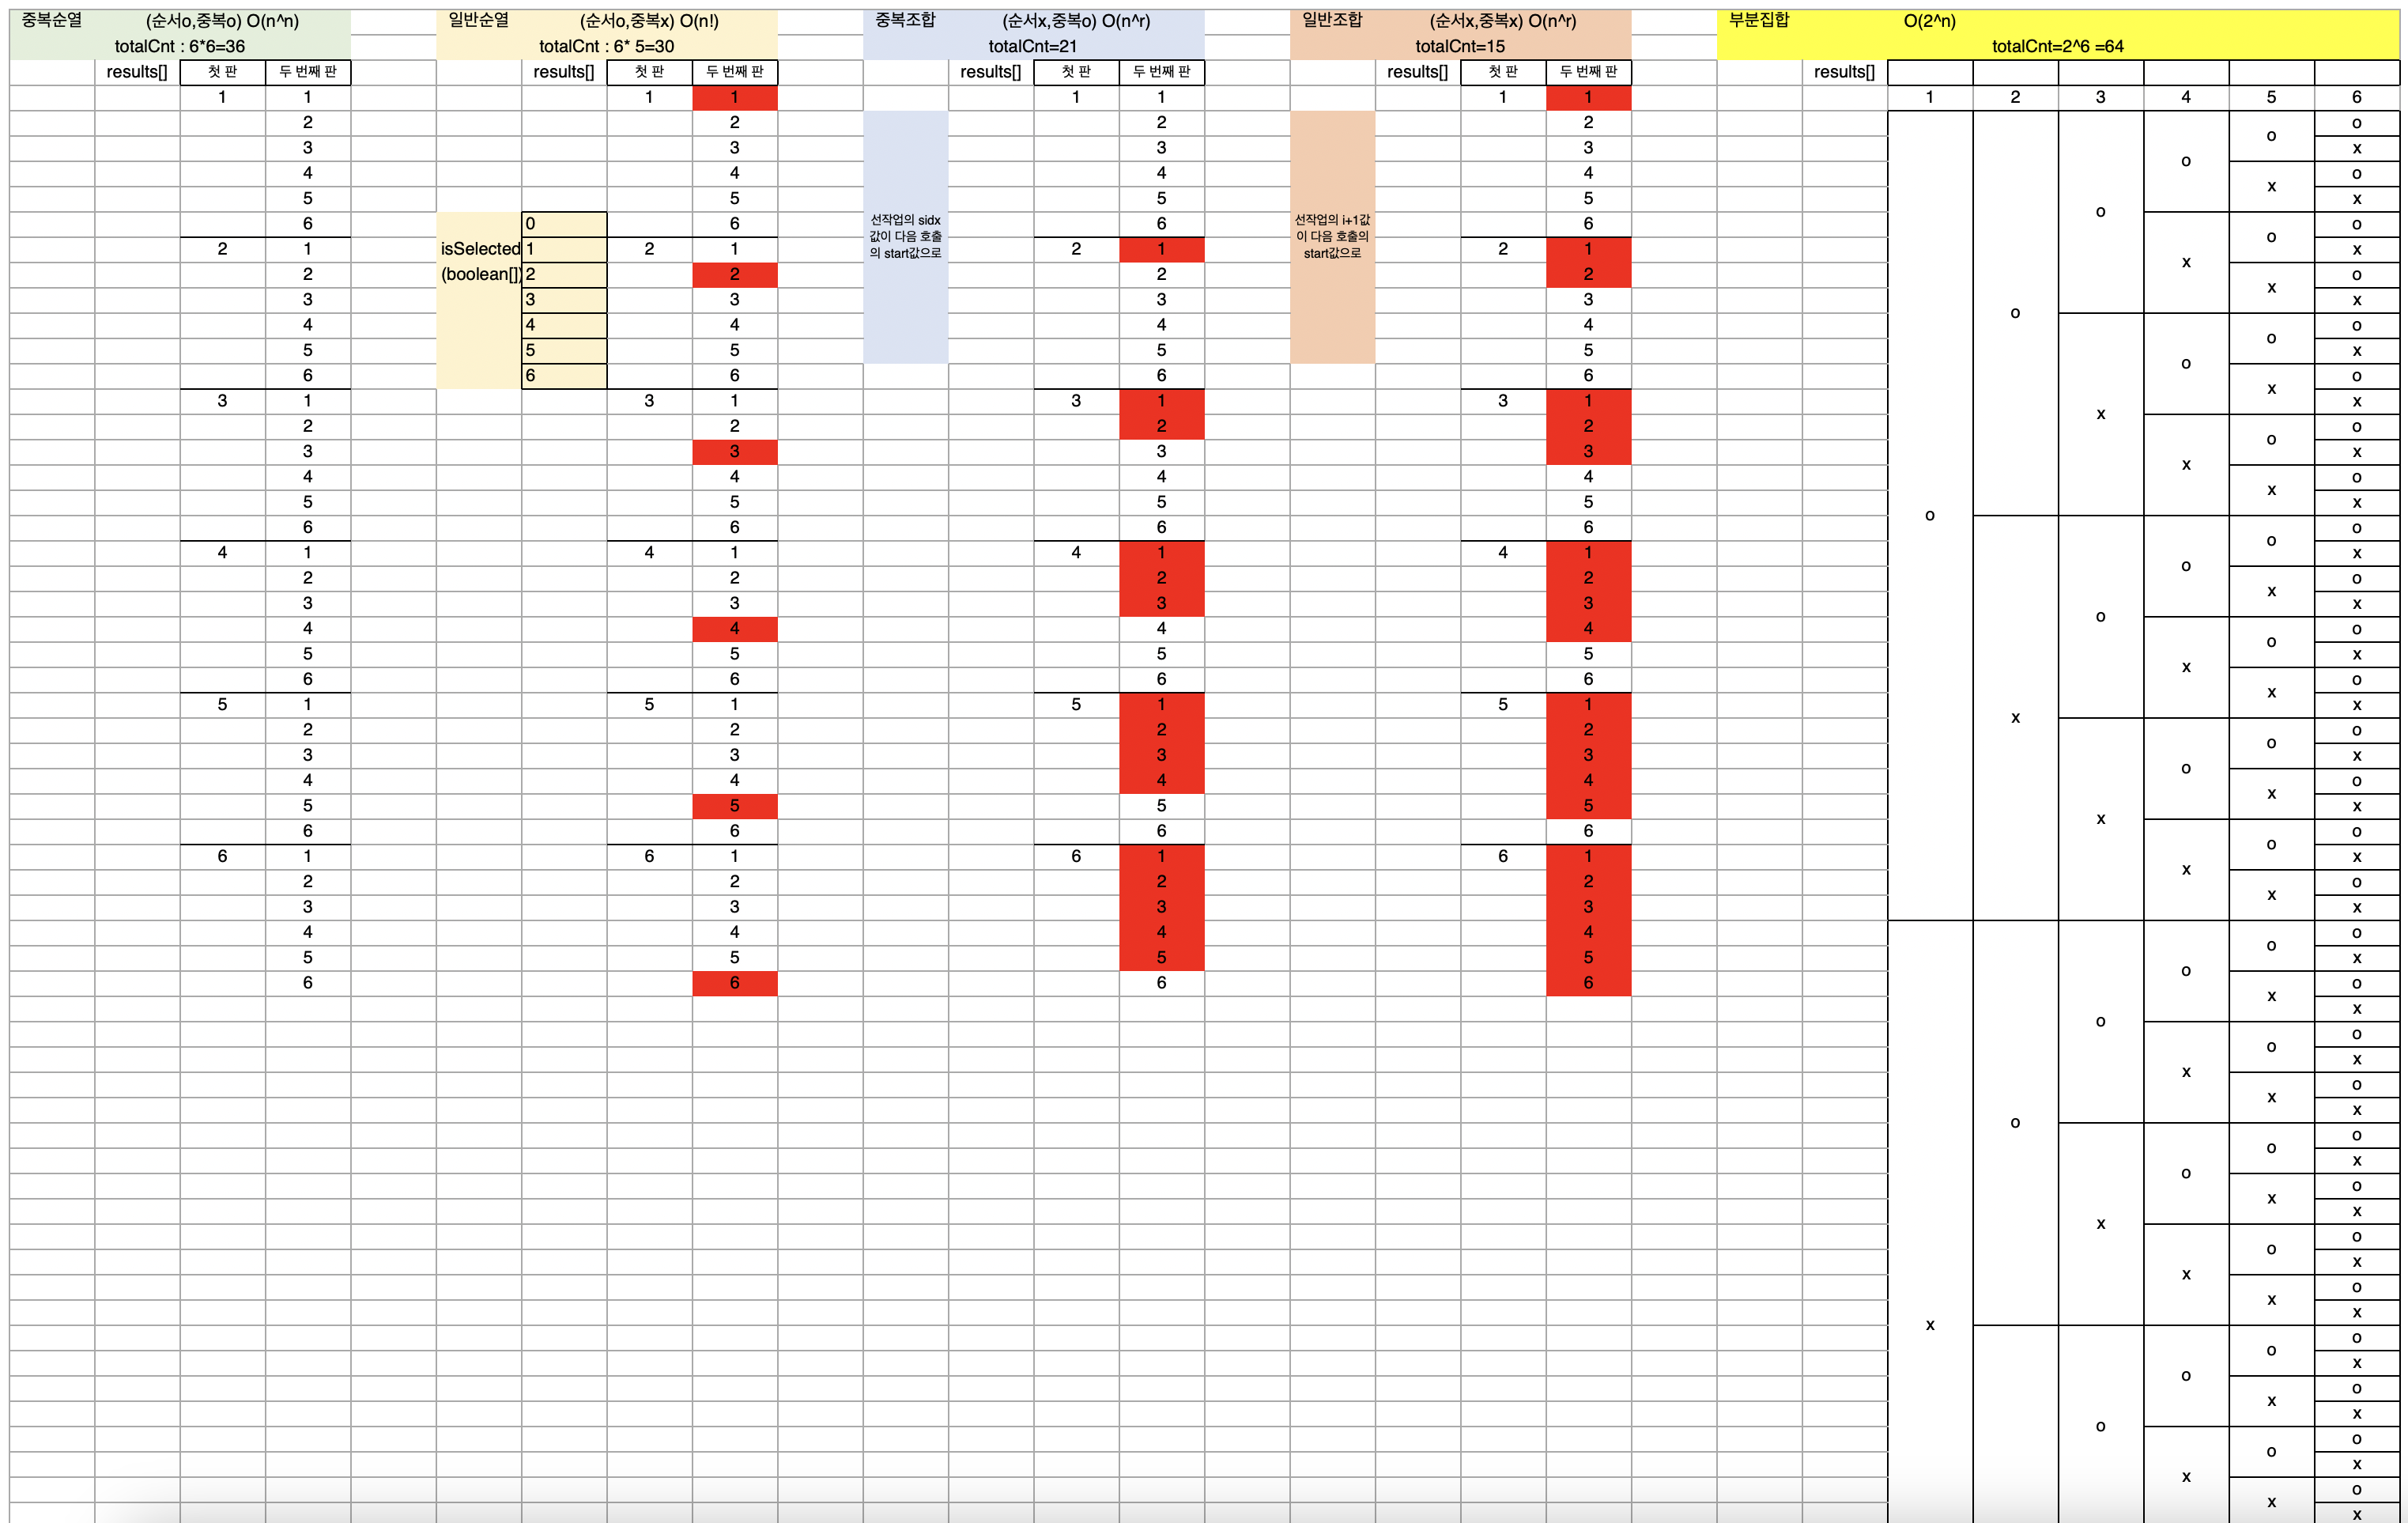 중복순열 (순서o,중복o) O(n^n) 일반순열 (순서o,중복x) O(n!) 중복조합 (순서x,중복o) O(n^r) 일반조합 (순서x,중복x) O(n^r) 부분집합 O(2^n)
totalCnt : 6*6=36 totalCnt : 6* 5=30 totalCnt=21 totalCnt=15 totalCnt=2^6 =64
results[] 첫 판 두 번째 판 results[] 첫 판 두 번째 판 results[] 첫 판 두 번째 판 results[] 첫 판 두 번째 판 results[]
1 1 1 1 1 1 1 1 1 2 3 4 5 6
2 2 2 2 o o o o o o
3 3 3 3 x
4 4 4 4 x o
5 5 5 5 x
6 0 6 선작업의 sidx 6 선작업의 i+1값 6 x o o
값이 다음 호출 이 다음 호출의
2 1 isSelected 1 2 1 의 start값으로 2 1 start값으로 2 1 x
2 (boolean[]) 2 2 2 2 x o
3 3 3 3 3 x
4 4 4 4 4 x o o o
5 5 5 5 5 x
6 6 6 6 6 x o
3 1 3 1 3 1 3 1 x
2 2 2 2 x o o
3 3 3 3 x
4 4 4 4 x o
5 5 5 5 x
6 6 6 6 x o o o o
4 1 4 1 4 1 4 1 x
2 2 2 2 x o
3 3 3 3 x
4 4 4 4 x o o
5 5 5 5 x
6 6 6 6 x o
5 1 5 1 5 1 5 1 x
2 2 2 2 x o o o
3 3 3 3 x
4 4 4 4 x o
5 5 5 5 x
6 6 6 6 x o o
6 1 6 1 6 1 6 1 x
2 2 2 2 x o
3 3 3 3 x
4 4 4 4 x o o o o o
5 5 5 5 x
6 6 6 6 x o
x
x o o
x
x o
x
x o o o
x
x o
x
x o o
x
x o
x
o o o o
x
x o
x
x o o
x
x o
x